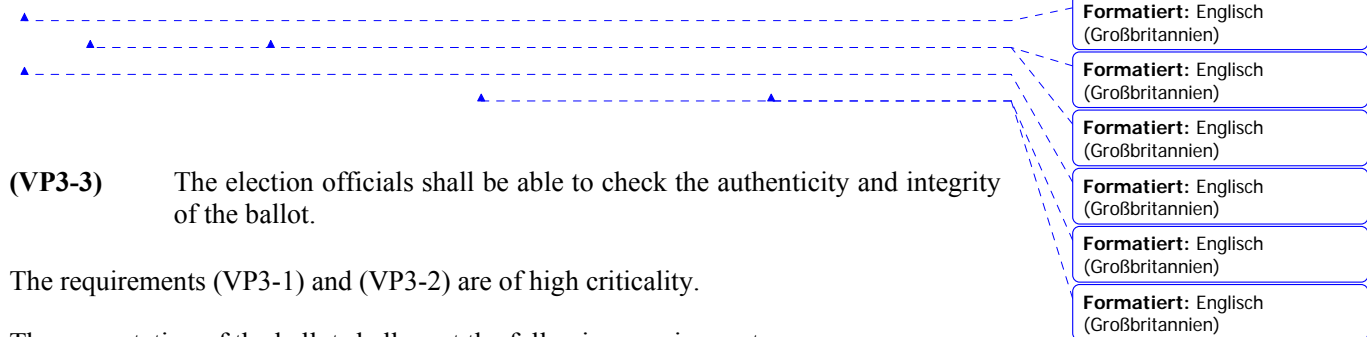 Formatiert: Englisch
(Großbritannien)
Formatiert: Englisch
(Großbritannien)
Formatiert: Englisch
(Großbritannien)
Formatiert: Englisch
(Großbritannien)
Formatiert: Englisch
(Großbritannien)
Formatiert: Englisch
(Großbritannien)
(VP3-3) The election officials shall be able to check the authenticity and integrity
of the ballot.
The requirements (VP3-1) and (VP3-2) are of high criticality.